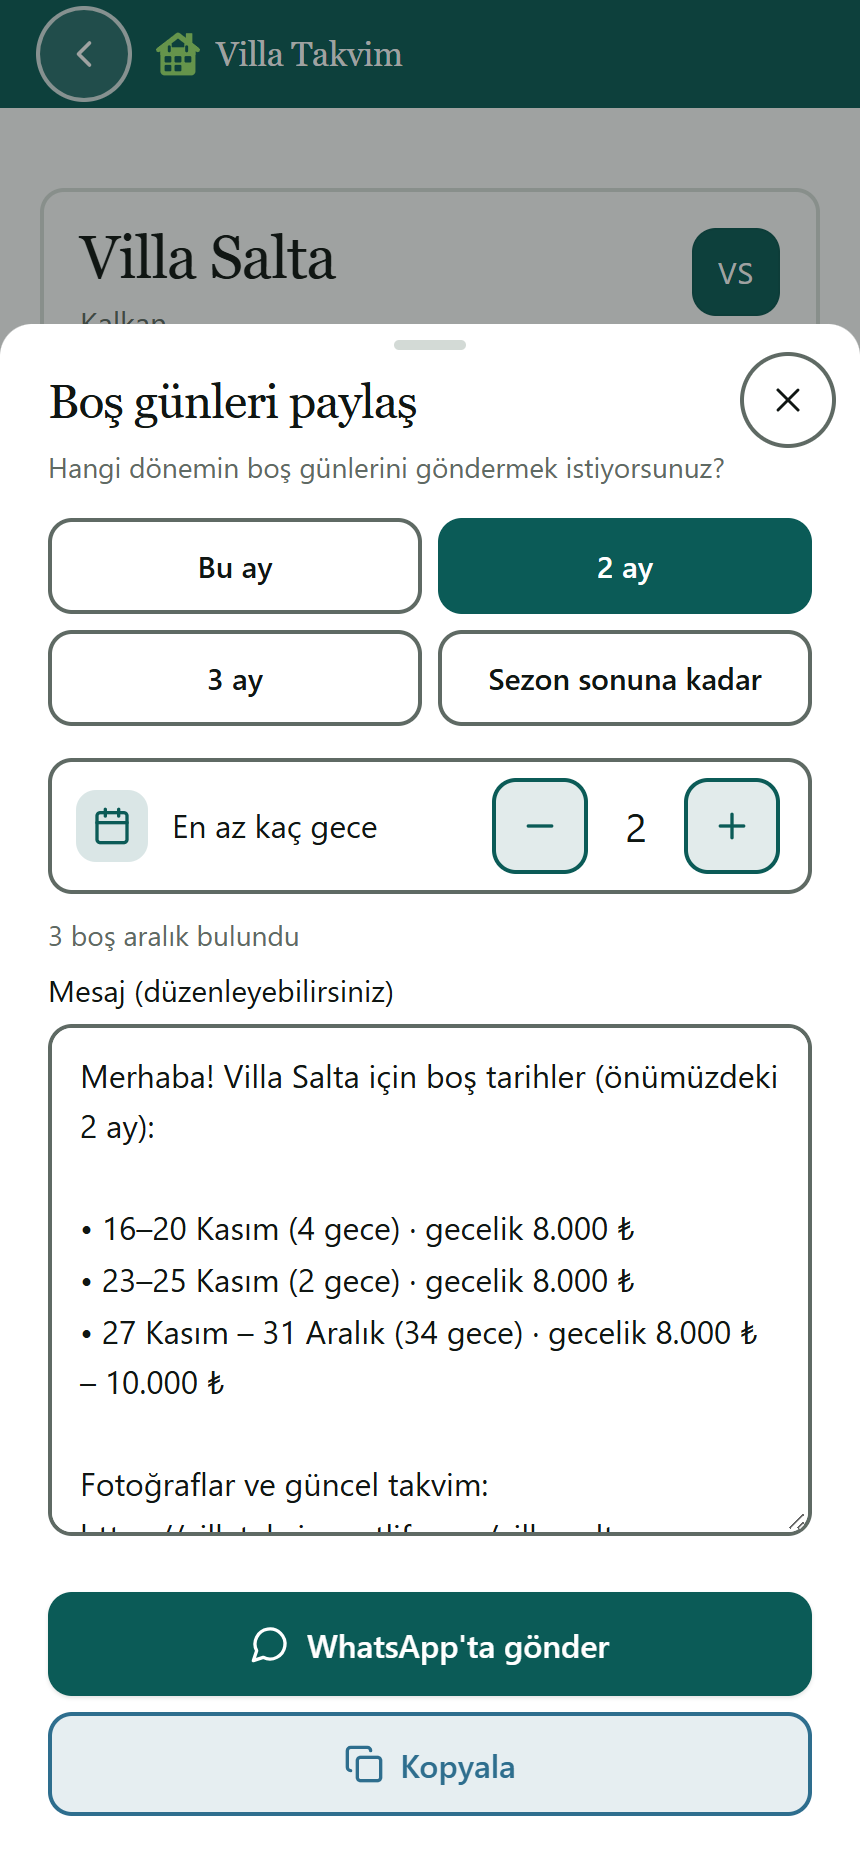 Villa Takvim
Villa Salta
VS
Kalkan
Boş günleri paylaş
Hangi dönemin boş günlerini göndermek istiyorsunuz?
Bu ay
2 ay
3 ay
Sezon sonuna kadar
En az kaç gece
2
3 boş aralık bulundu
Mesaj (düzenleyebilirsiniz)
Merhaba! Villa Salta için boş tarihler (önümüzdeki
2 ay):
• 16–20 Kasım (4 gece) · gecelik 8.000 ₺
• 23–25 Kasım (2 gece) · gecelik 8.000 ₺
• 27 Kasım – 31 Aralık (34 gece) · gecelik 8.000 ₺
– 10.000 ₺
Fotoğraflar ve güncel takvim:
WhatsApp'ta gönder
Kopyala